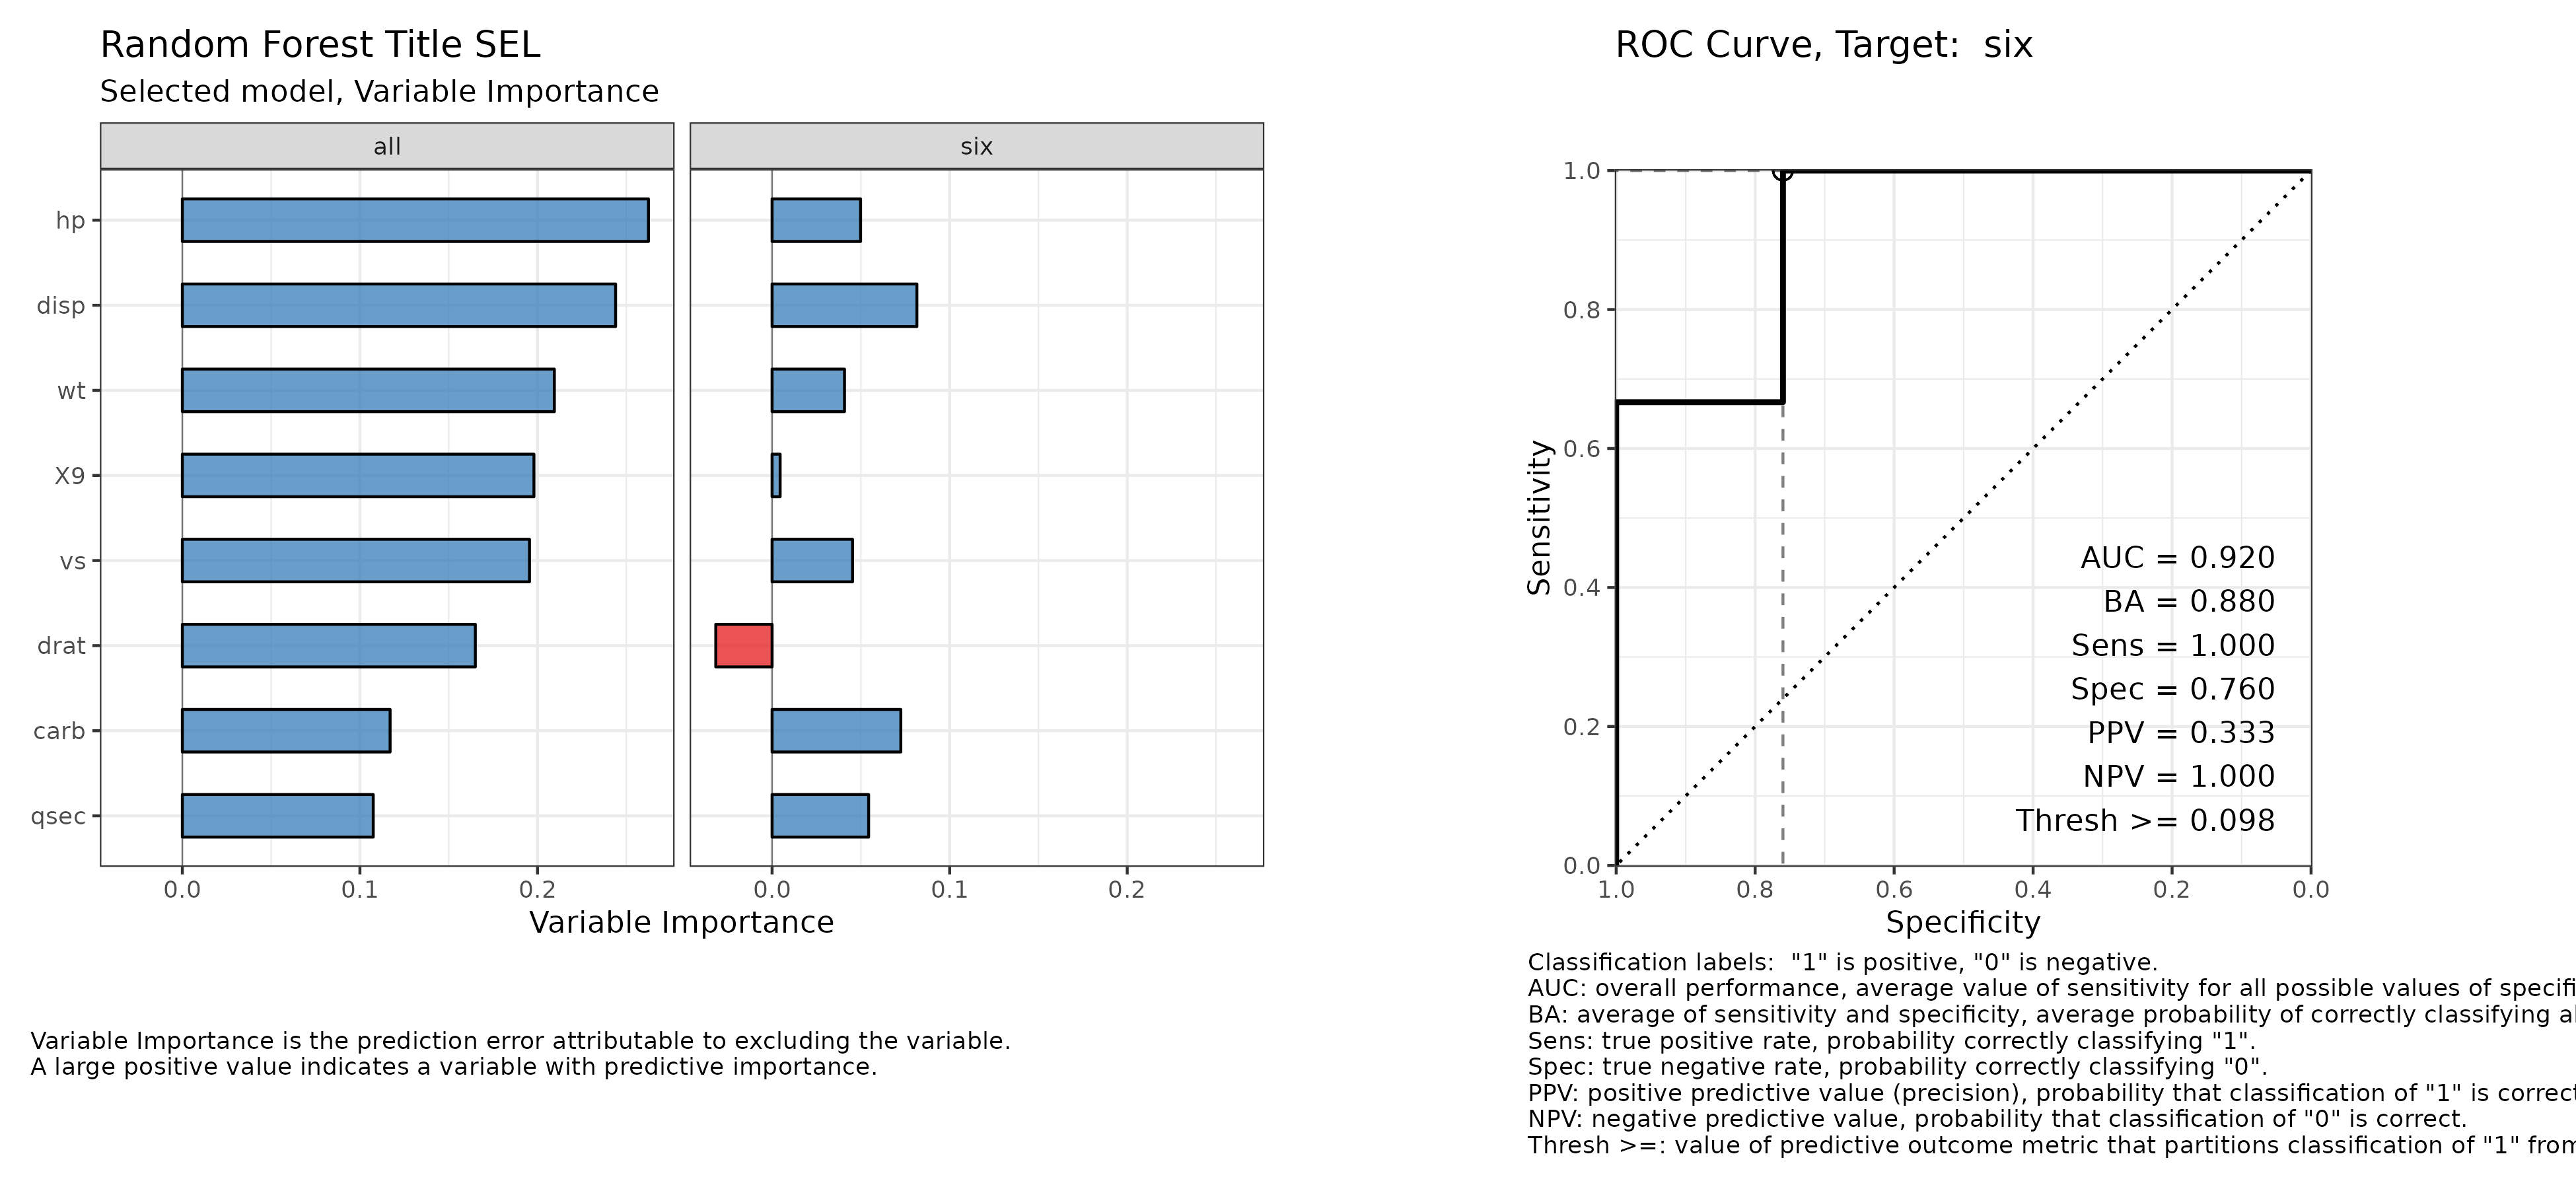 Random Forest Title SEL
Selected model, Variable Importance
all
six
hp
disp
wt
X9
vs
drat
carb
qsec
0.0 0.1 0.2
0.0 0.1 0.2
Variable Importance
Variable Importance is the prediction error attributable to excluding the variable.
A large positive value indicates a variable with predictive importance.
ROC Curve, Target:  six
Sensitivity
1.0
0.8
0.6
0.4
0.2
0.0
AUC = 0.920
BA = 0.880
Sens = 1.000
Spec = 0.760
PPV = 0.333
NPV = 1.000
Thresh >= 0.098
1.0 0.8 0.6 0.4 0.2 0.0
Specificity
Classification labels:  "1" is positive, "0" is negative.
AUC: overall performance, average value of sensitivity for all possible values of
BA: average of sensitivity and specificity, average probability of correctly classifying
Sens: true positive rate, probability correctly classifying "1".
Spec: true negative rate, probability correctly classifying "0".
PPV: positive predictive value (precision), probability that classification of "1" is correct
NPV: negative predictive value, probability that classification of "0" is correct.
Thresh >=: value of predictive outcome metric that partitions classification of "1" from